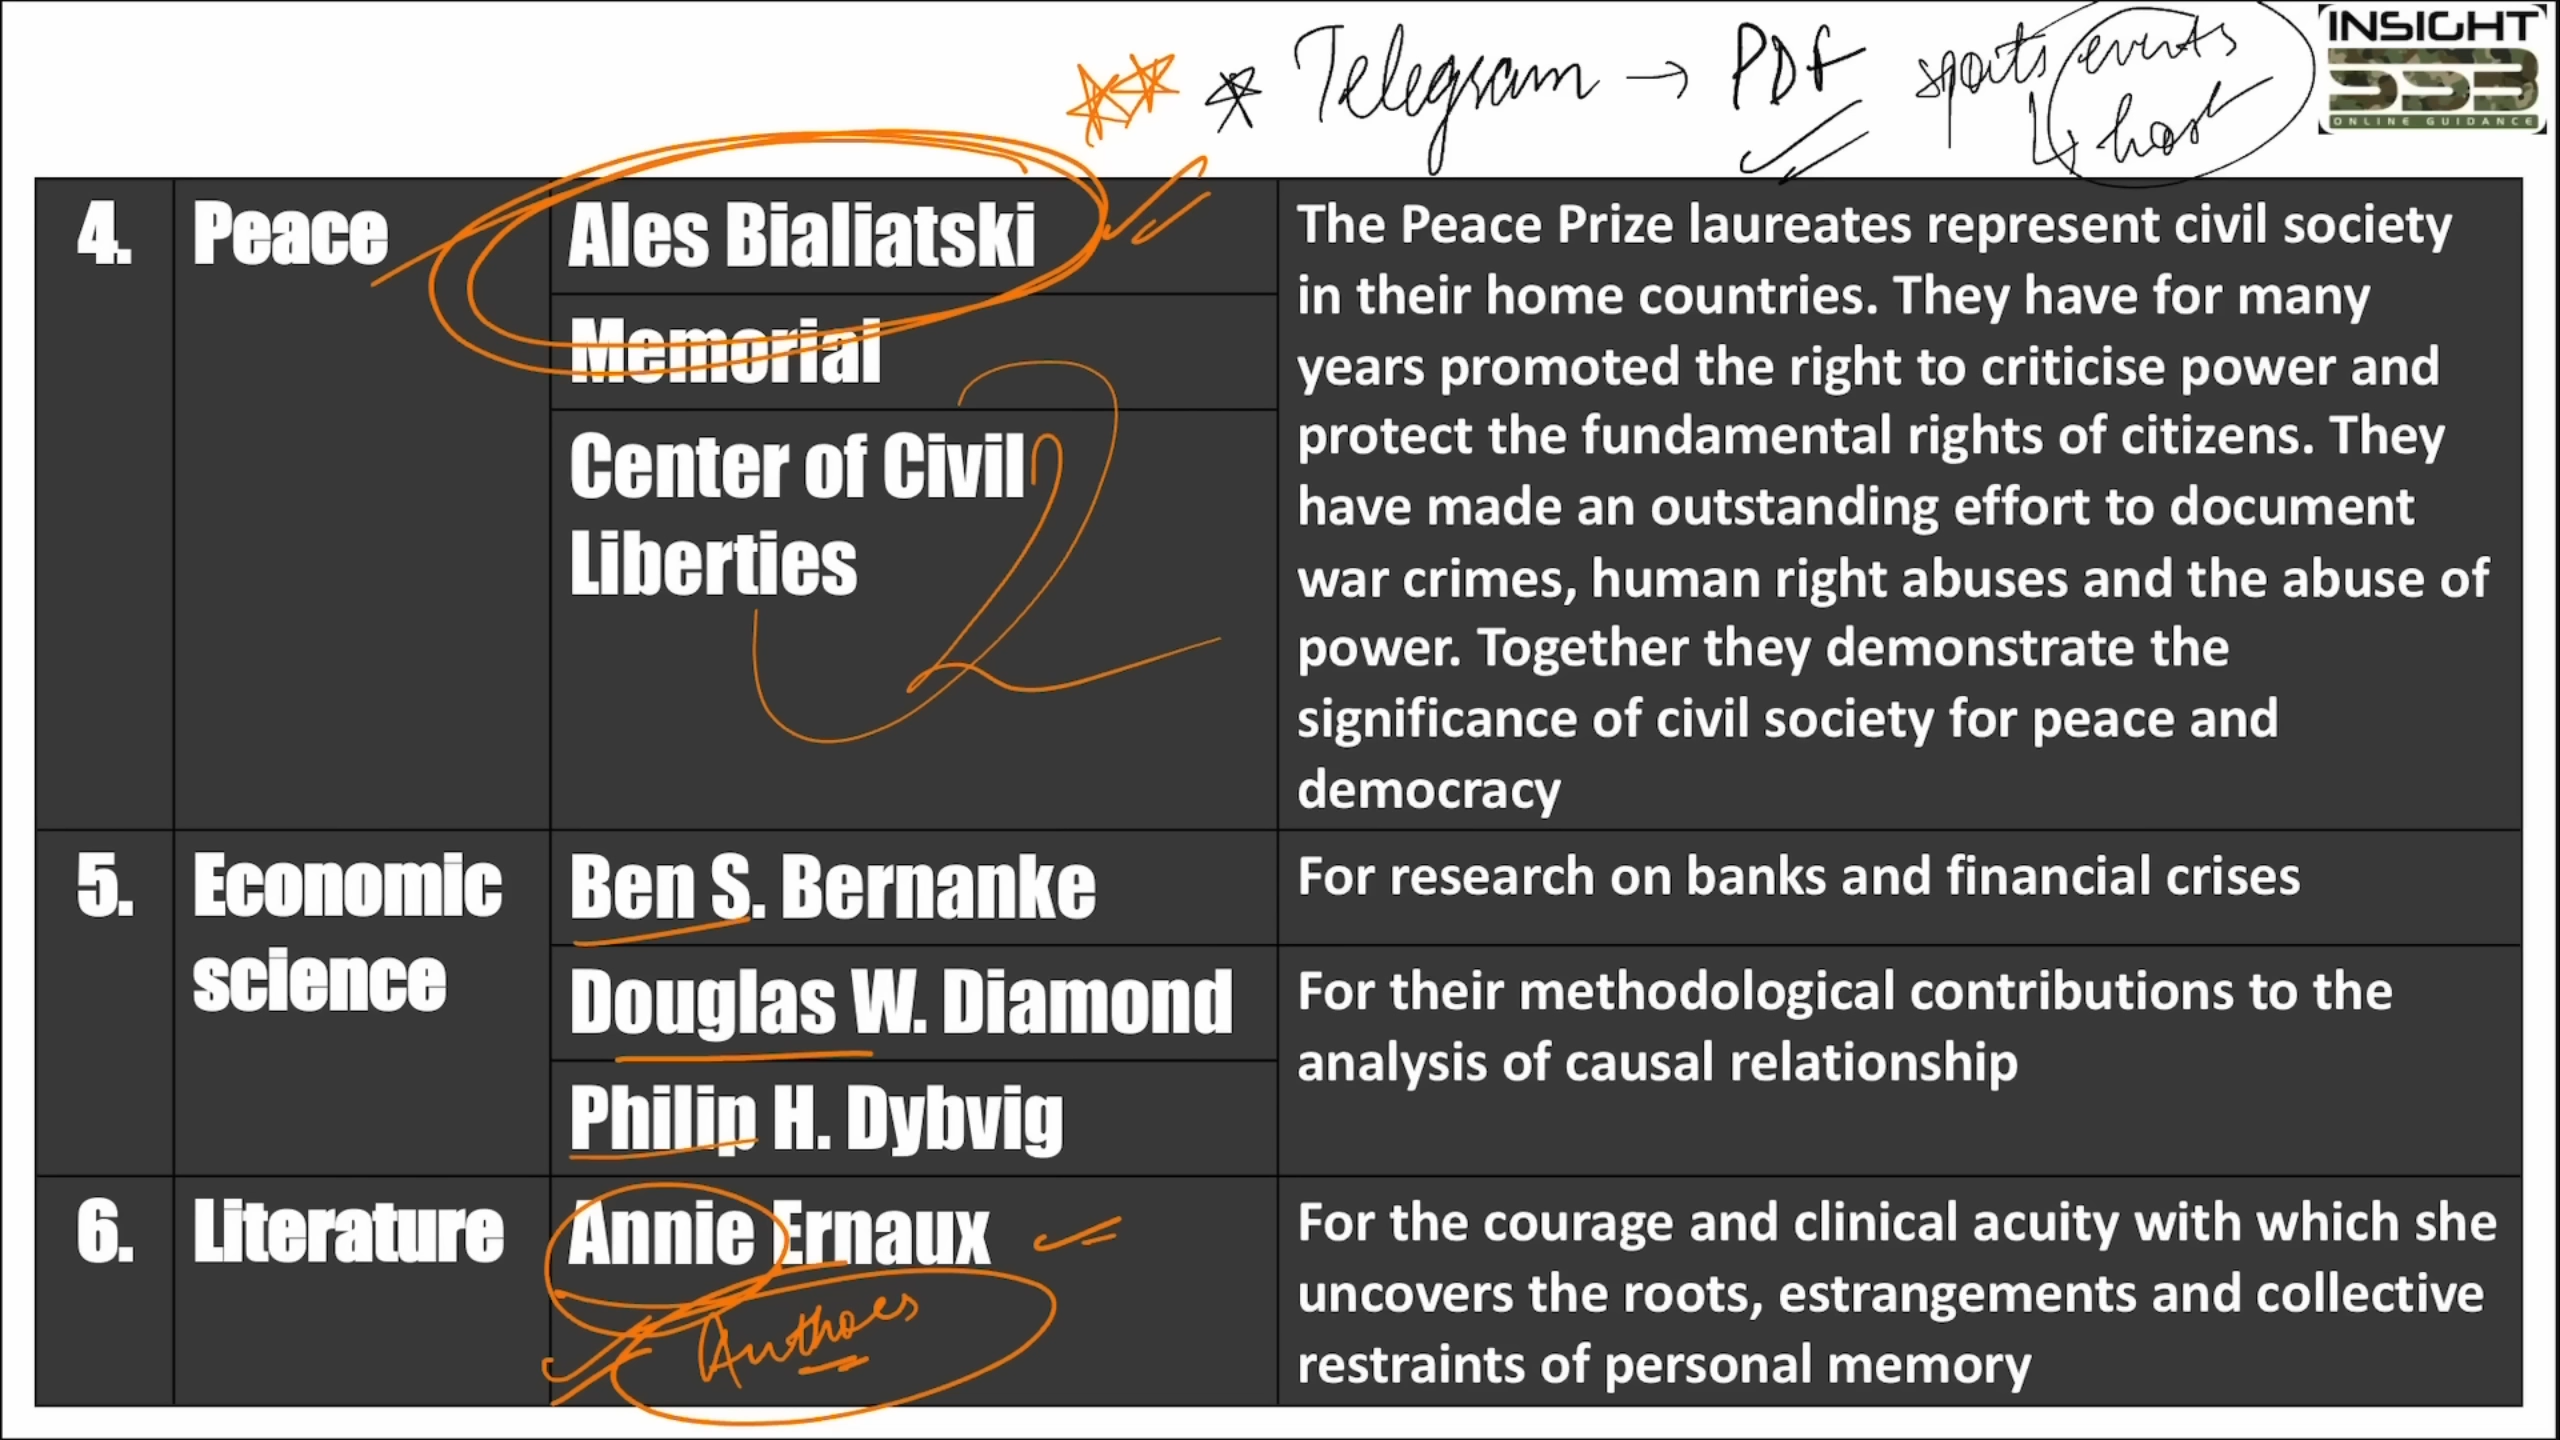 Telegram → PDF
sports events
↳ host
INSIGHT
SSB
ONLINE GUIDANCE
4.
Peace
Ales Bialiatski
Memorial
Center of Civil
Liberties
2
The Peace Prize laureates represent civil society
in their home countries. They have for many
years promoted the right to criticise power and
protect the fundamental rights of citizens. They
have made an outstanding effort to document
war crimes, human right abuses and the abuse of
power. Together they demonstrate the
significance of civil society for peace and
democracy
5.
Economic
science
Ben S. Bernanke
For research on banks and financial crises
Douglas W. Diamond
Philip H. Dybvig
For their methodological contributions to the
analysis of causal relationship
6.
Literature
Annie Ernaux
Authors
For the courage and clinical acuity with which she
uncovers the roots, estrangements and collective
restraints of personal memory